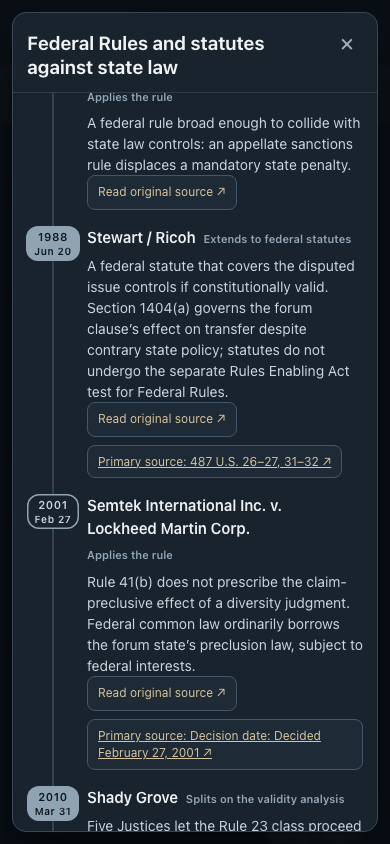 Federal Rules and statutes
against state law
✕
Applies the rule
A federal rule broad enough to collide with
state law controls: an appellate sanctions
rule displaces a mandatory state penalty.
Read original source ↗
1988
Jun 20
Stewart / Ricoh Extends to federal statutes
A federal statute that covers the disputed
issue controls if constitutionally valid.
Section 1404(a) governs the forum
clause’s effect on transfer despite
contrary state policy; statutes do not
undergo the separate Rules Enabling Act
test for Federal Rules.
Read original source ↗
Primary source: 487 U.S. 26–27, 31–32 ↗
2001
Feb 27
Semtek International Inc. v.
Lockheed Martin Corp.
Applies the rule
Rule 41(b) does not prescribe the claim-
preclusive effect of a diversity judgment.
Federal common law ordinarily borrows
the forum state’s preclusion law, subject to
federal interests.
Read original source ↗
Primary source: Decision date: Decided
February 27, 2001 ↗
2010
Mar 31
Shady Grove Splits on the validity analysis
Five Justices let the Rule 23 class proceed